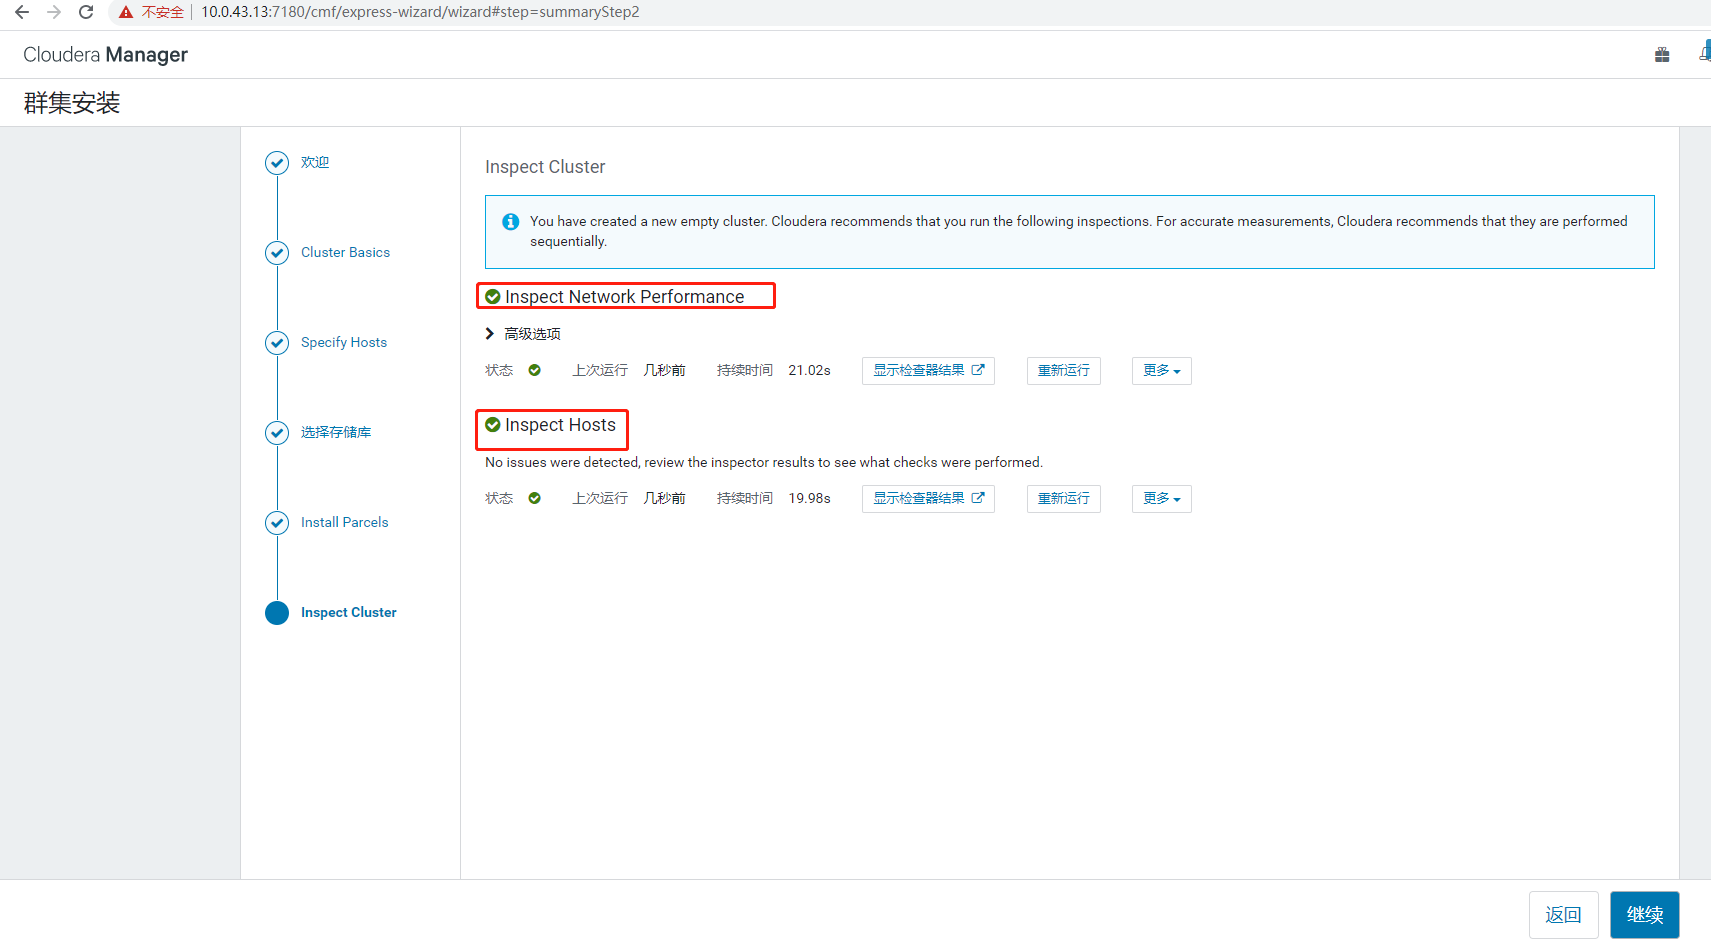 不安全 10.0.43.13:7180/cmf/express-wizard/wizard#step=summaryStep2
Cloudera Manager
群集安装
欢迎
Cluster Basics
Specify Hosts
选择存储库
Install Parcels
Inspect Cluster
Inspect Cluster
You have created a new empty cluster. Cloudera recommends that you run the following inspections. For accurate measurements, Cloudera recommends that they are performed
sequentially.
Inspect Network Performance
高级选项
状态 上次运行 几秒前 持续时间 21.02s 显示检查器结果 重新运行 更多
Inspect Hosts
No issues were detected, review the inspector results to see what checks were performed.
状态 上次运行 几秒前 持续时间 19.98s 显示检查器结果 重新运行 更多
返回 继续